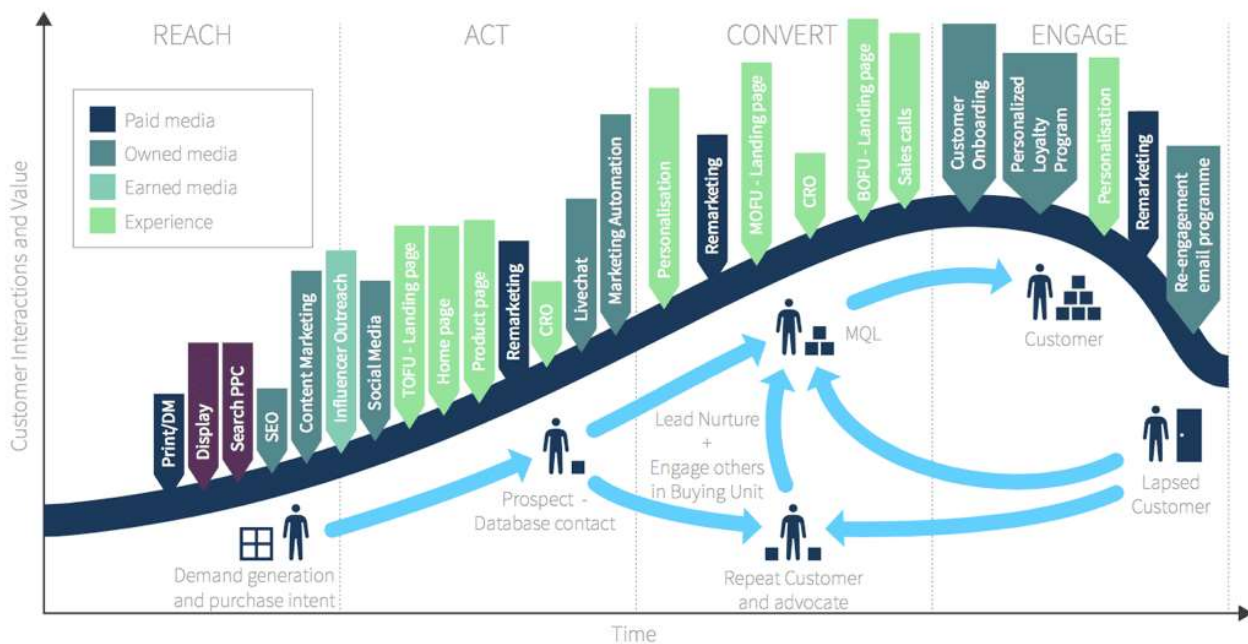 REACH
ACT
CONVERT
ENGAGE
Paid media
Owned media
Earned media
Experience
Customer Interactions and Value
Print/DM
Display
Search PPC
SEO
Content Marketing
Influencer Outreach
Social Media
TOFU - Landing page
Home page
Product page
Remarketing
CRO
Livechat
Marketing Automation
Personalisation
Remarketing
MOFU - Landing page
CRO
BOFU - Landing page
Sales calls
Customer
Onboarding
Personalized
Loyalty
Program
Personalisation
Remarketing
Re-engagement
email programme
MQL
Customer
Lead Nurture
+
Engage others
in Buying Unit
Prospect -
Database contact
Lapsed
Customer
Demand generation
and purchase intent
Repeat Customer
and advocate
Time